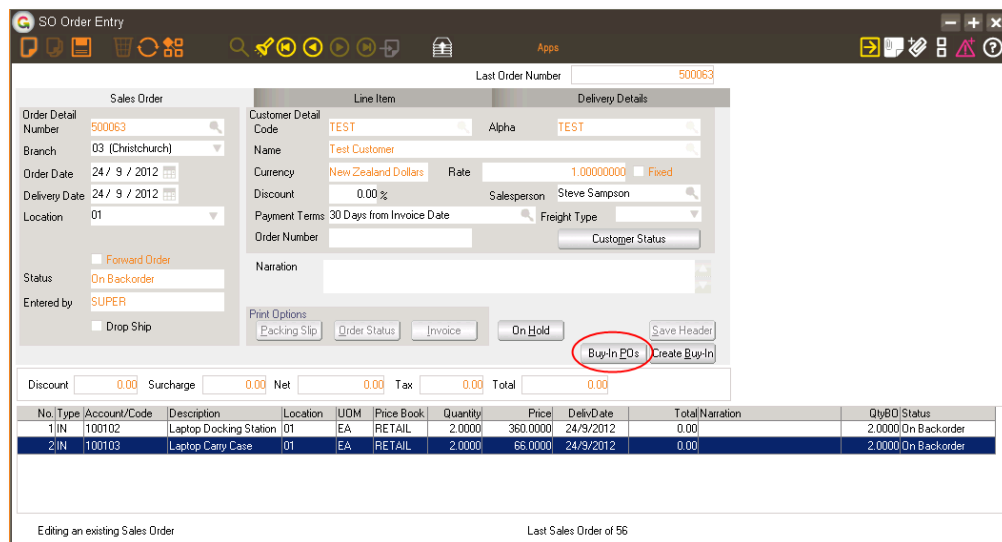 SO Order Entry
Apps
Last Order Number 500063
Sales Order Line Item Delivery Details
Order Detail
Number 500063
Branch 03 (Christchurch)
Order Date 24/ 9 / 2012
Delivery Date 24/ 9 / 2012
Location 01
Forward Order
Status On Backorder
Entered by SUPER
Drop Ship
Customer Detail
Code TEST Alpha TEST
Name Test Customer
Currency New Zealand Dollars Rate 1.00000000 Fixed
Discount 0.00 % Salesperson Steve Sampson
Payment Terms 30 Days from Invoice Date Freight Type
Order Number Customer Status
Narration
Print Options
Packing Slip Order Status Invoice On Hold Save Header
Buy-In POs Create Buy-In
Discount 0.00 Surcharge 0.00 Net 0.00 Tax 0.00 Total 0.00
No. Type Account/Code Description Location UOM Price Book Quantity Price DelivDate Total Narration QtyBO Status
1 IN 100102 Laptop Docking Station 01 EA RETAIL 2.0000 360.0000 24/9/2012 0.00 2.0000 On Backorder
2 IN 100103 Laptop Carry Case 01 EA RETAIL 2.0000 66.0000 24/9/2012 0.00 2.0000 On Backorder
Editing an existing Sales Order Last Sales Order of 56